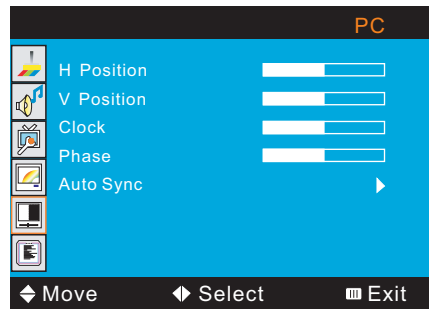 PC
H Position
V Position
Clock
Phase
Auto Sync
Move Select Exit